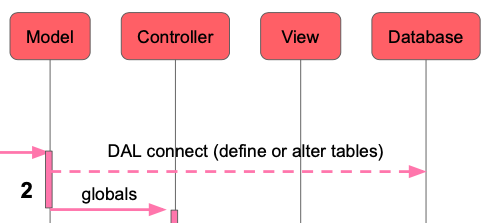 Model Controller View Database
DAL connect (define or alter tables)
2
globals